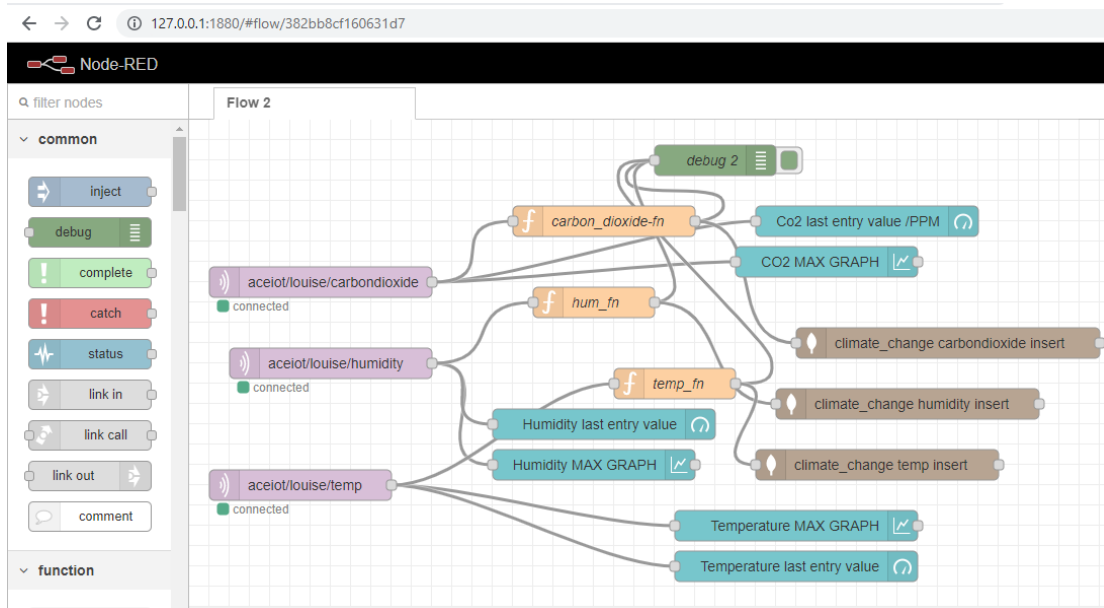 127.0.0.1:1880/#flow/382bb8cf160631d7
Node-RED
filter nodes
Flow 2
common
inject
debug
complete
catch
status
link in
link call
link out
comment
function
debug 2
carbon_dioxide-fn
Co2 last entry value /PPM
CO2 MAX GRAPH
aceiot/louise/carbondioxide
connected
hum_fn
climate_change carbondioxide insert
aceiot/louise/humidity
connected
temp_fn
climate_change humidity insert
Humidity last entry value
Humidity MAX GRAPH
climate_change temp insert
aceiot/louise/temp
connected
Temperature MAX GRAPH
Temperature last entry value